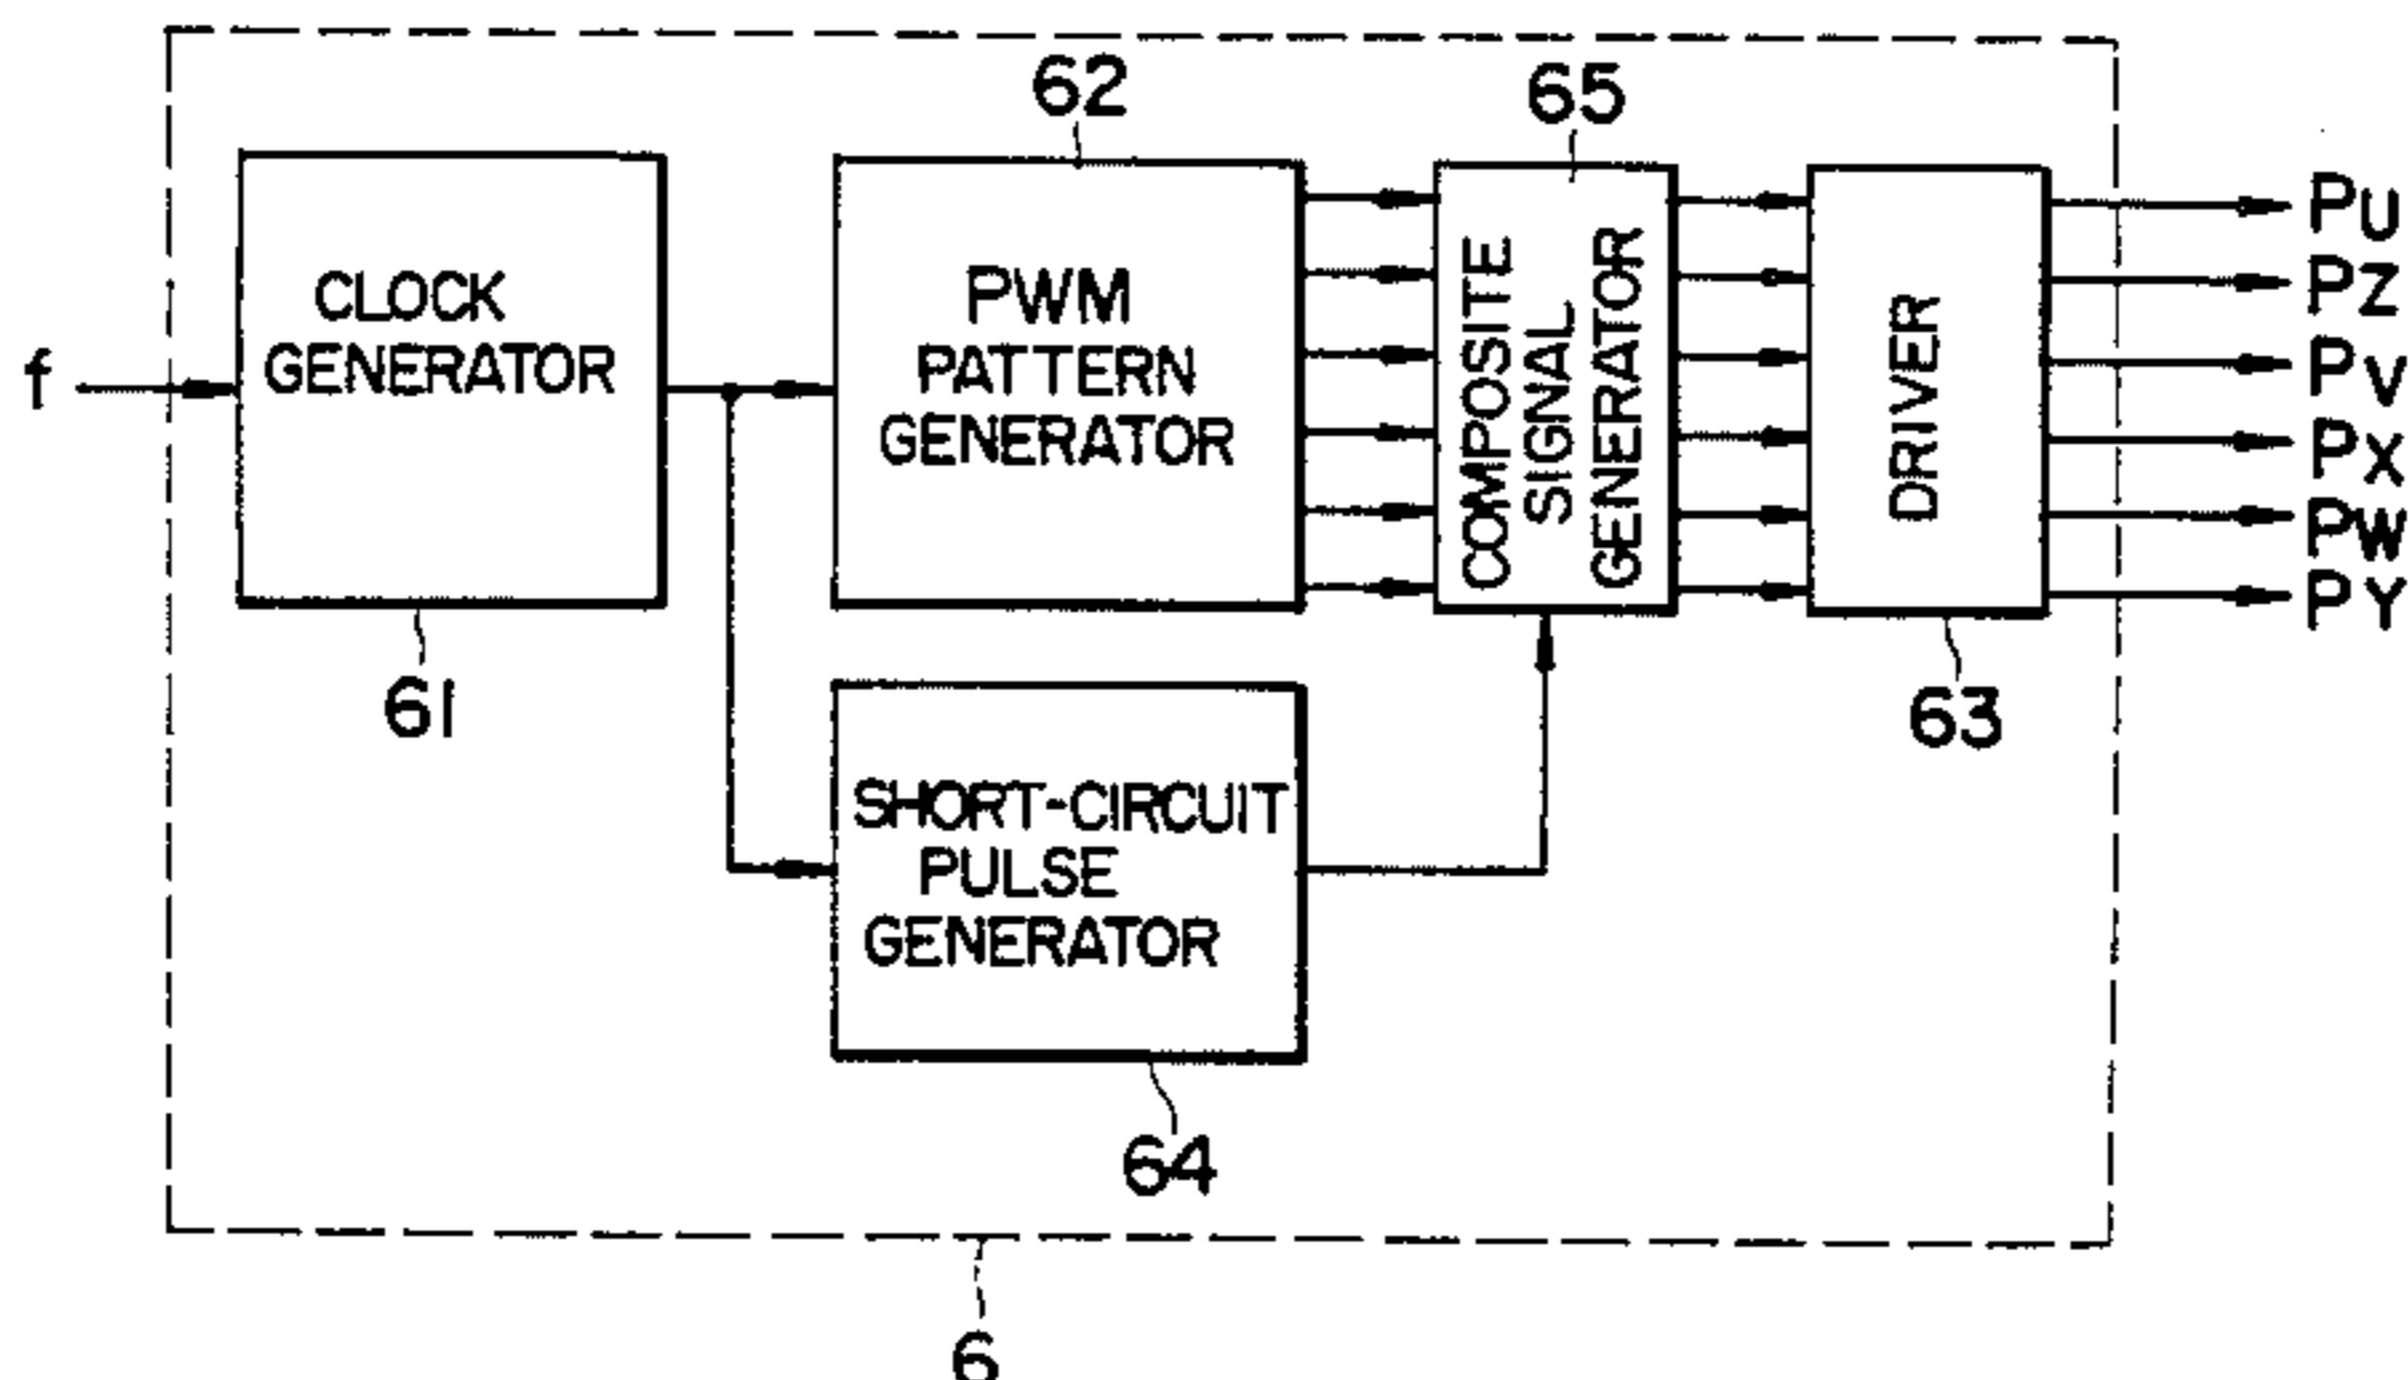 62
65
CLOCK
GENERATOR
PWM
PATTERN
GENERATOR
COMPOSITE
SIGNAL
GENERATOR
DRIVER
f
PU
PZ
PV
PX
PW
PY
61
63
SHORT-CIRCUIT
PULSE
GENERATOR
64
6